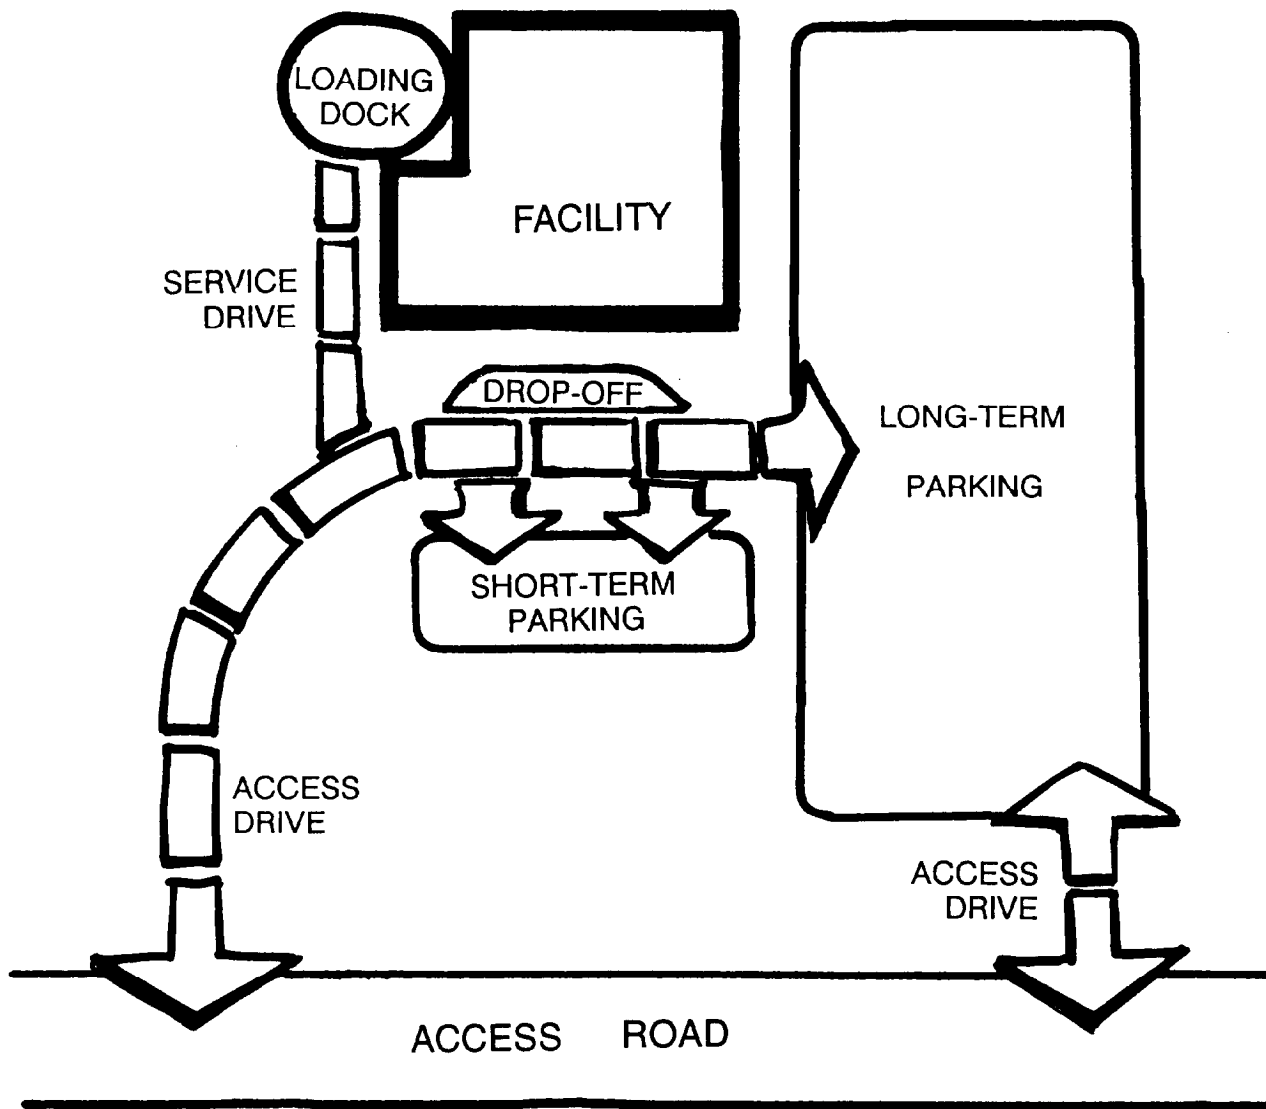 LOADING
DOCK
FACILITY
SERVICE
DRIVE
DROP-OFF
LONG-TERM
PARKING
SHORT-TERM
PARKING
ACCESS
DRIVE
ACCESS
DRIVE
ACCESS ROAD